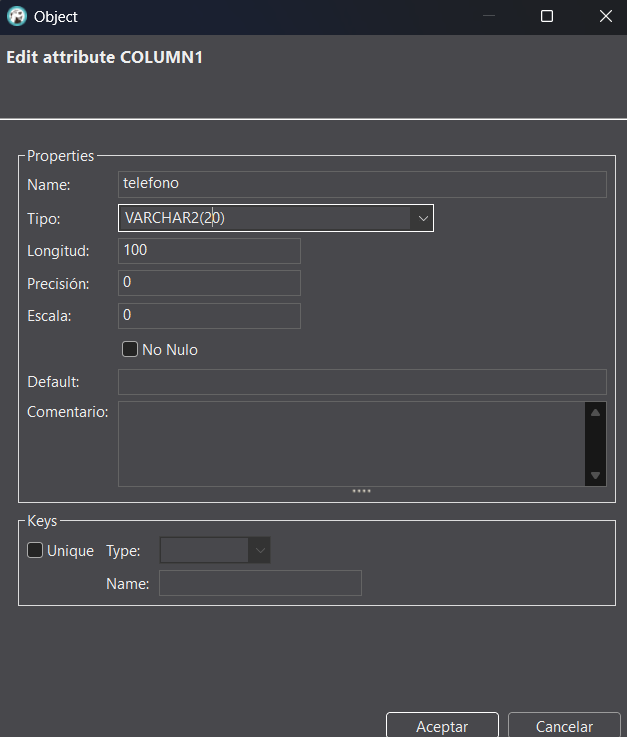 Object
Edit attribute COLUMN1
Properties
Name: telefono
Tipo: VARCHAR2(20)
Longitud: 100
Precisión: 0
Escala: 0
No Nulo
Default:
Comentario:
Keys
Unique Type:
Name:
Aceptar Cancelar